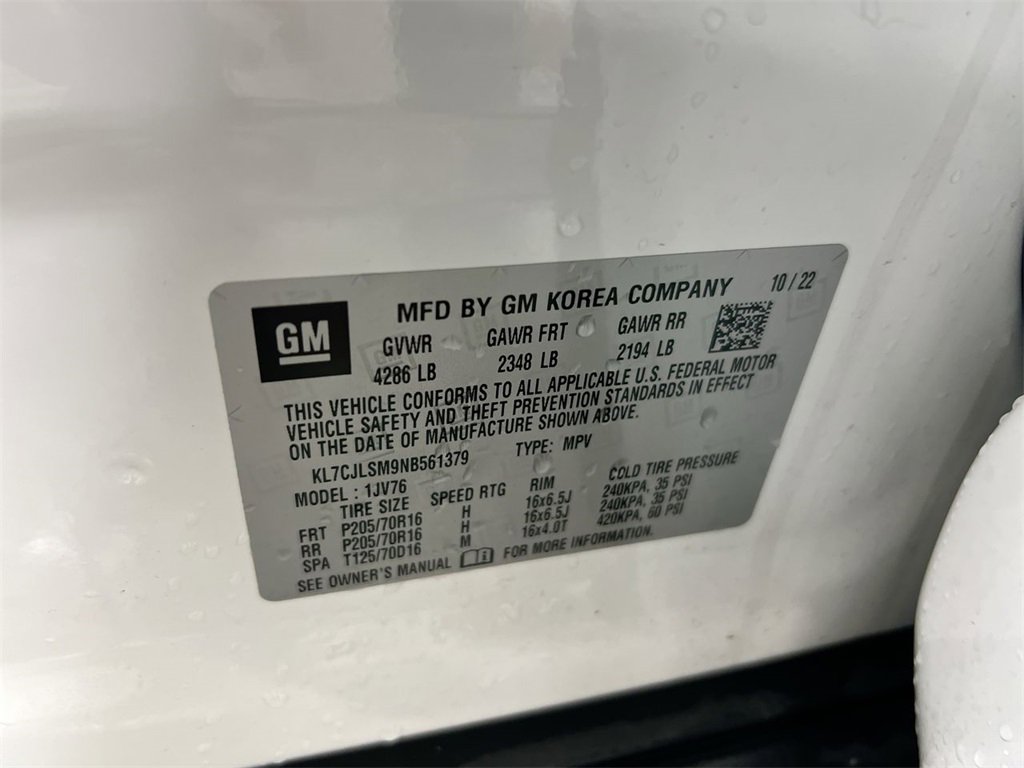 GM
MFD BY GM KOREA COMPANY 10 / 22
GVWR GAWR FRT GAWR RR
4286 LB 2348 LB 2194 LB
THIS VEHICLE CONFORMS TO ALL APPLICABLE U.S. FEDERAL MOTOR
VEHICLE SAFETY AND THEFT PREVENTION STANDARDS IN EFFECT
ON THE DATE OF MANUFACTURE SHOWN ABOVE.
KL7CJLSM9NB561379 TYPE: MPV
MODEL : 1JV76
TIRE SIZE SPEED RTG RIM COLD TIRE PRESSURE
FRT P205/70R16 H 16x6.5J 240KPA, 35 PSI
RR P205/70R16 H 16x6.5J 240KPA, 35 PSI
SPA T125/70D16 M 16x4.0T 420KPA, 60 PSI
SEE OWNER'S MANUAL FOR MORE INFORMATION.